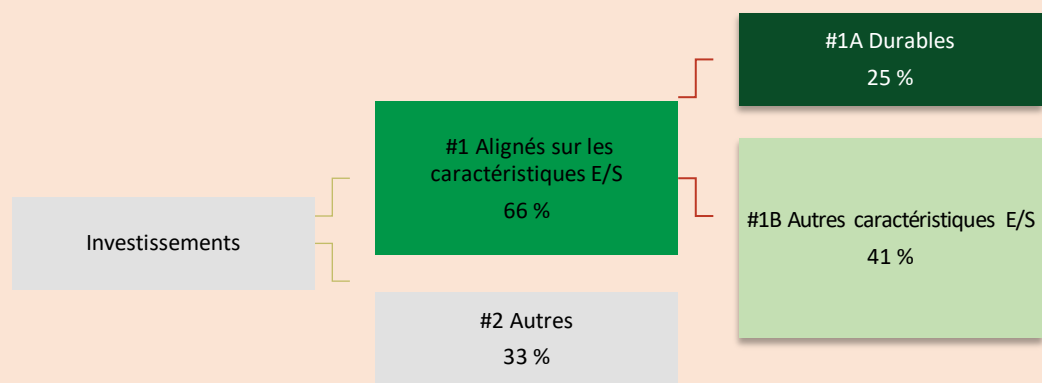 Investissements
#1 Alignés sur les
caractéristiques E/S
66 %
#2 Autres
33 %
#1A Durables
25 %
#1B Autres caractéristiques E/S
41 %